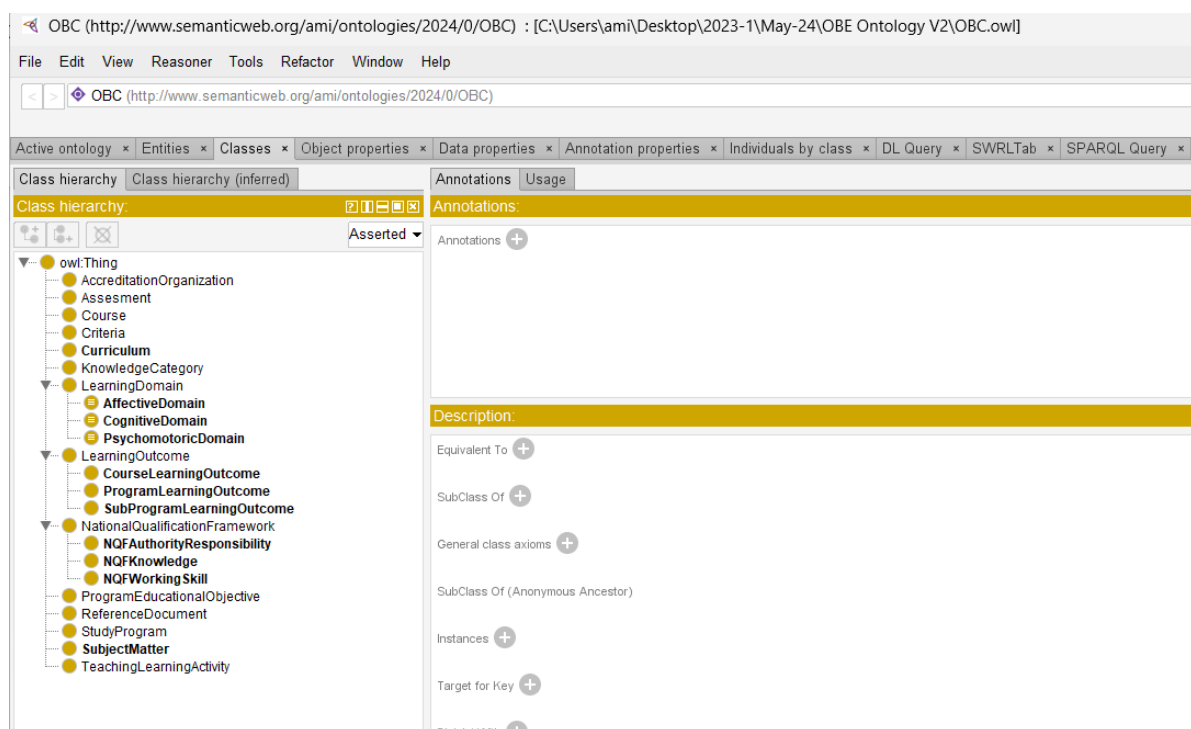 OBC (http://www.semanticweb.org/ami/ontologies/2024/0/OBC) : [C:\Users\ami\Desktop\2023-1\May-24\OBE Ontology V2\OBC.owl]
File Edit View Reasoner Tools Refactor Window Help
< > OBC (http://www.semanticweb.org/ami/ontologies/2024/0/OBC)
Active ontology × Entities × Classes × Object properties × Data properties × Annotation properties × Individuals by class × DL Query × SWRLTab × SPARQL Query ×
Class hierarchy Class hierarchy (inferred)
Class hierarchy:
Asserted
owl:Thing
AccreditationOrganization
Assesment
Course
Criteria
Curriculum
KnowledgeCategory
LearningDomain
AffectiveDomain
CognitiveDomain
PsychomotoricDomain
LearningOutcome
CourseLearningOutcome
ProgramLearningOutcome
SubProgramLearningOutcome
NationalQualificationFramework
NQFAuthorityResponsibility
NQFKnowledge
NQFWorkingSkill
ProgramEducationalObjective
ReferenceDocument
StudyProgram
SubjectMatter
TeachingLearningActivity
Annotations Usage
Annotations:
Annotations
Description:
Equivalent To
SubClass Of
General class axioms
SubClass Of (Anonymous Ancestor)
Instances
Target for Key